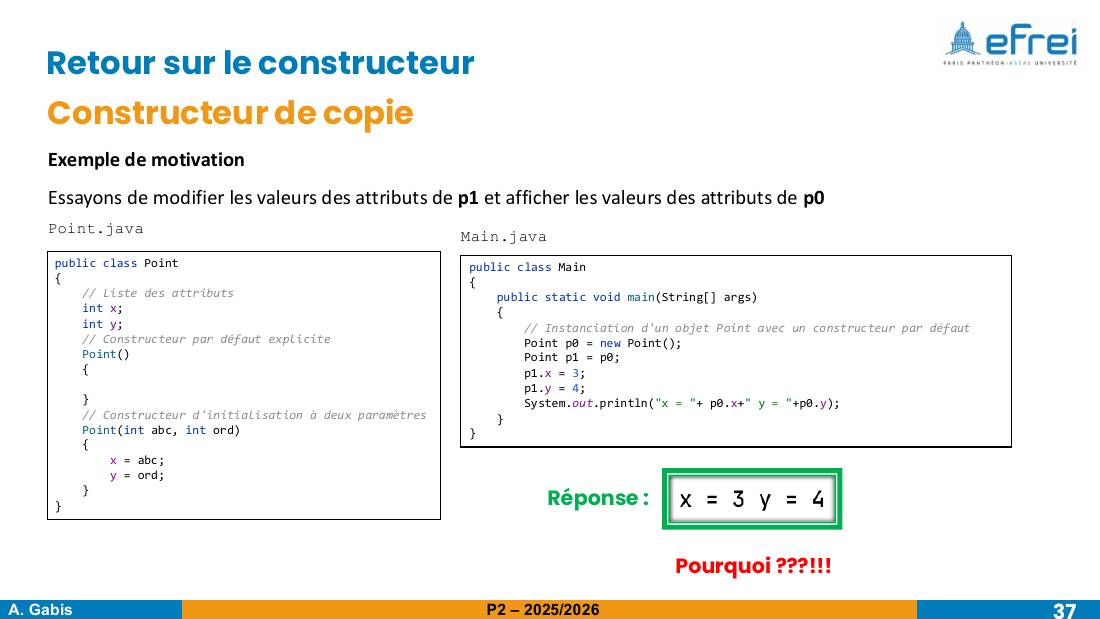 efrei
PARIS PANTHÉON-ASSAS UNIVERSITÉ
Retour sur le constructeur
Constructeur de copie
Exemple de motivation
Essayons de modifier les valeurs des attributs de p1 et afficher les valeurs des attributs de p0
Point.java
public class Point
{
    // Liste des attributs
    int x;
    int y;
    // Constructeur par défaut explicite
    Point()
    {

    }
    // Constructeur d'initialisation à deux paramètres
    Point(int abc, int ord)
    {
        x = abc;
        y = ord;
    }
}
Main.java
public class Main
{
    public static void main(String[] args)
    {
        // Instanciation d'un objet Point avec un constructeur par défaut
        Point p0 = new Point();
        Point p1 = p0;
        p1.x = 3;
        p1.y = 4;
        System.out.println("x = "+ p0.x+" y = "+p0.y);
    }
}
Réponse :
x = 3 y = 4
Pourquoi ???!!!
A. Gabis
P2 – 2025/2026
37